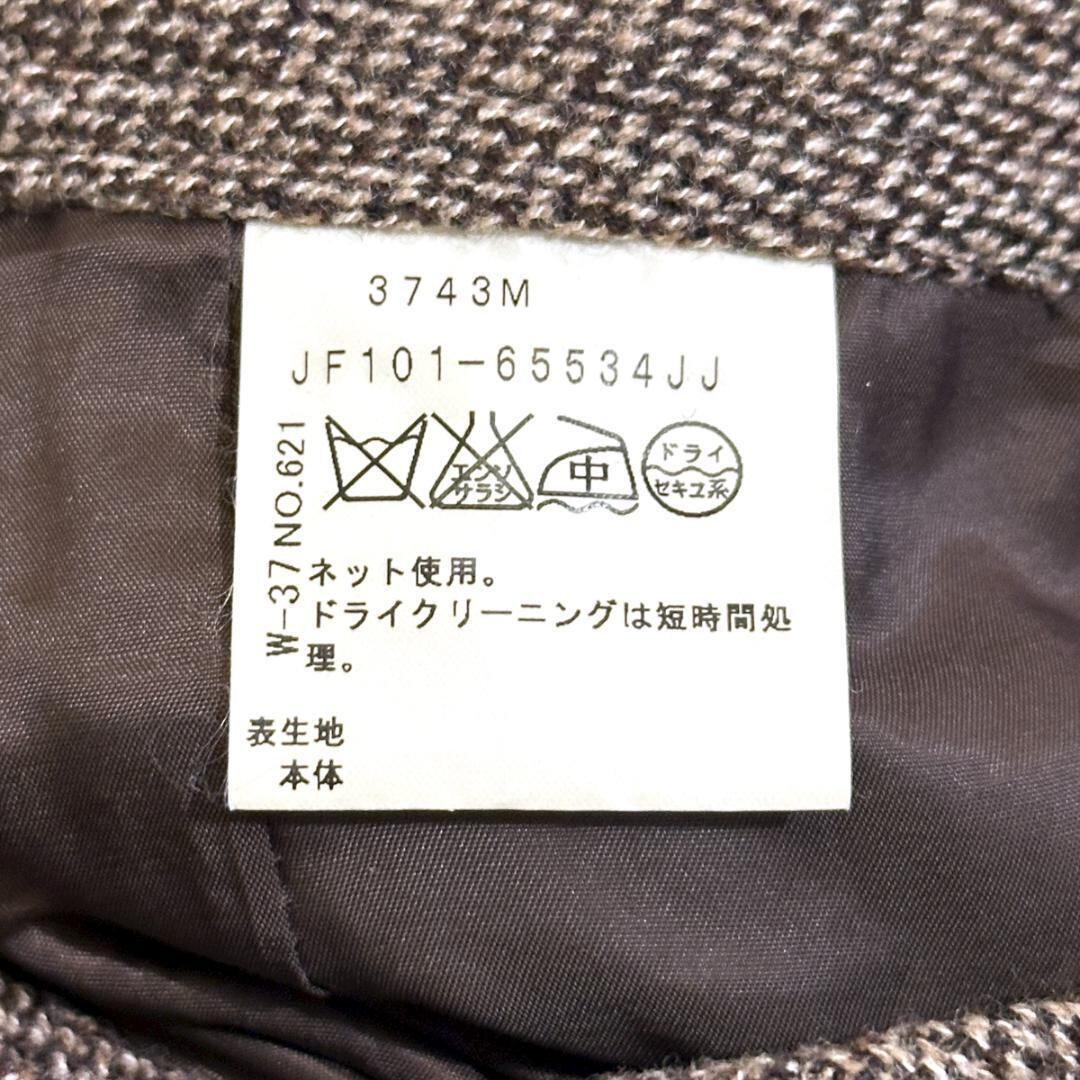 3743M
JF101-65534JJ
エンソ
サラシ
中
ドライ
セキユ系
W-37NO.621
ネット使用。
ドライクリーニングは短時間処
理。
表生地
本体